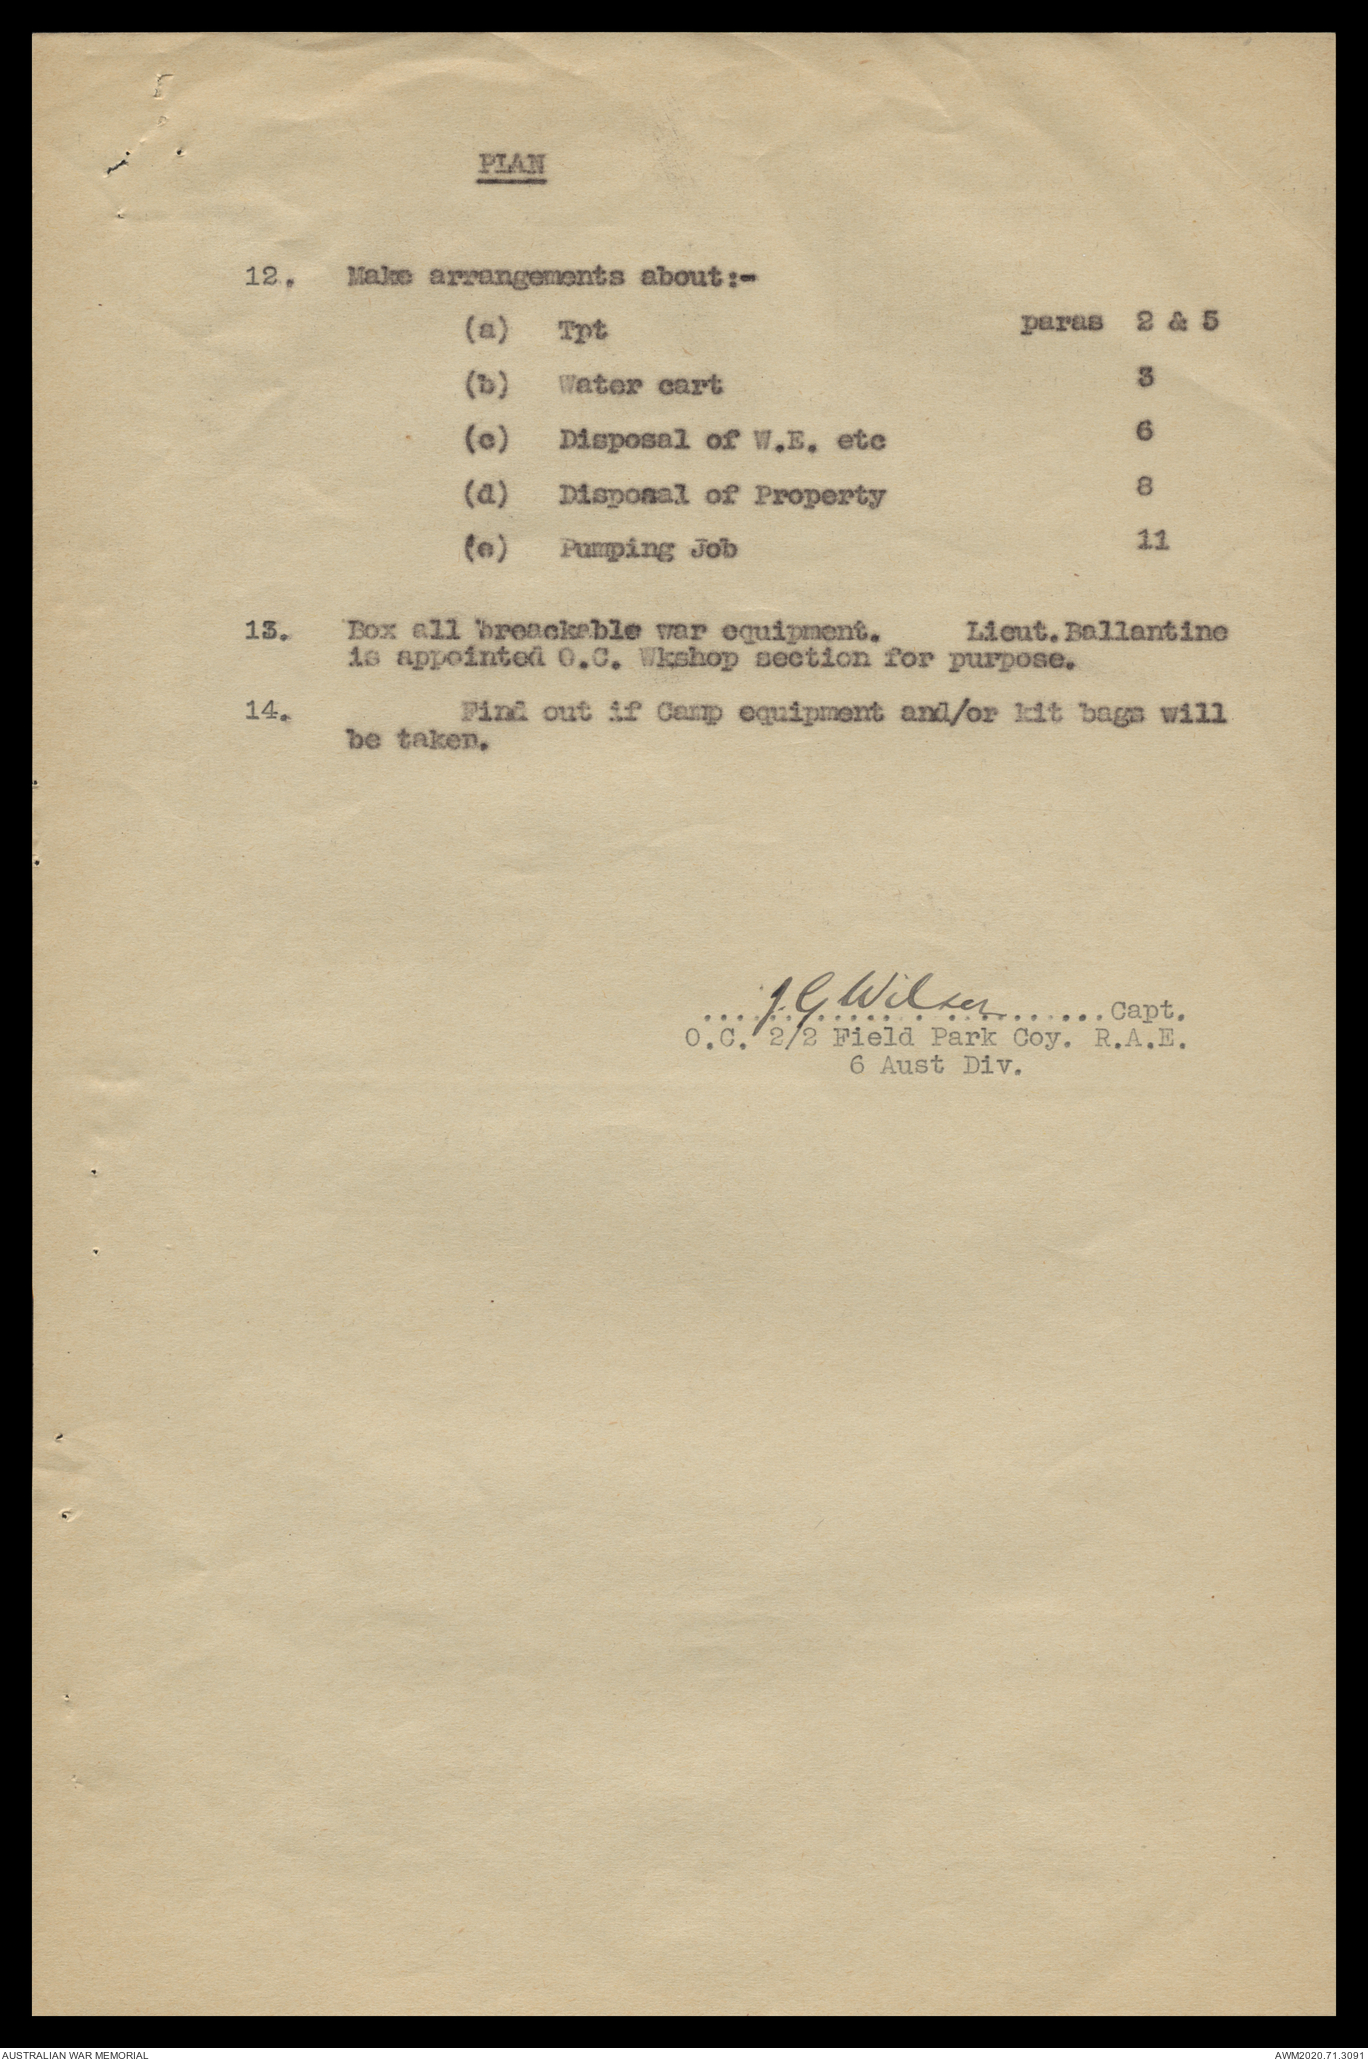 PLAN
12. Make arrangements about:-
(a) Tpt paras 2 & 5
(b) Water cart 3
(c) Disposal of W.E. etc 6
(d) Disposal of Property 8
(e) Pumping Job 11
13. Box all breackable war equipment. Lieut.Ballantine
is appointed O.C. Wkshop section for purpose.
14. Find out if Camp equipment and/or kit bags will
be taken.
J.G Wilson
........................Capt.
O.C. 2/2 Field Park Coy. R.A.E.
6 Aust Div.
AUSTRALIAN WAR MEMORIAL AWM2020.71.3091